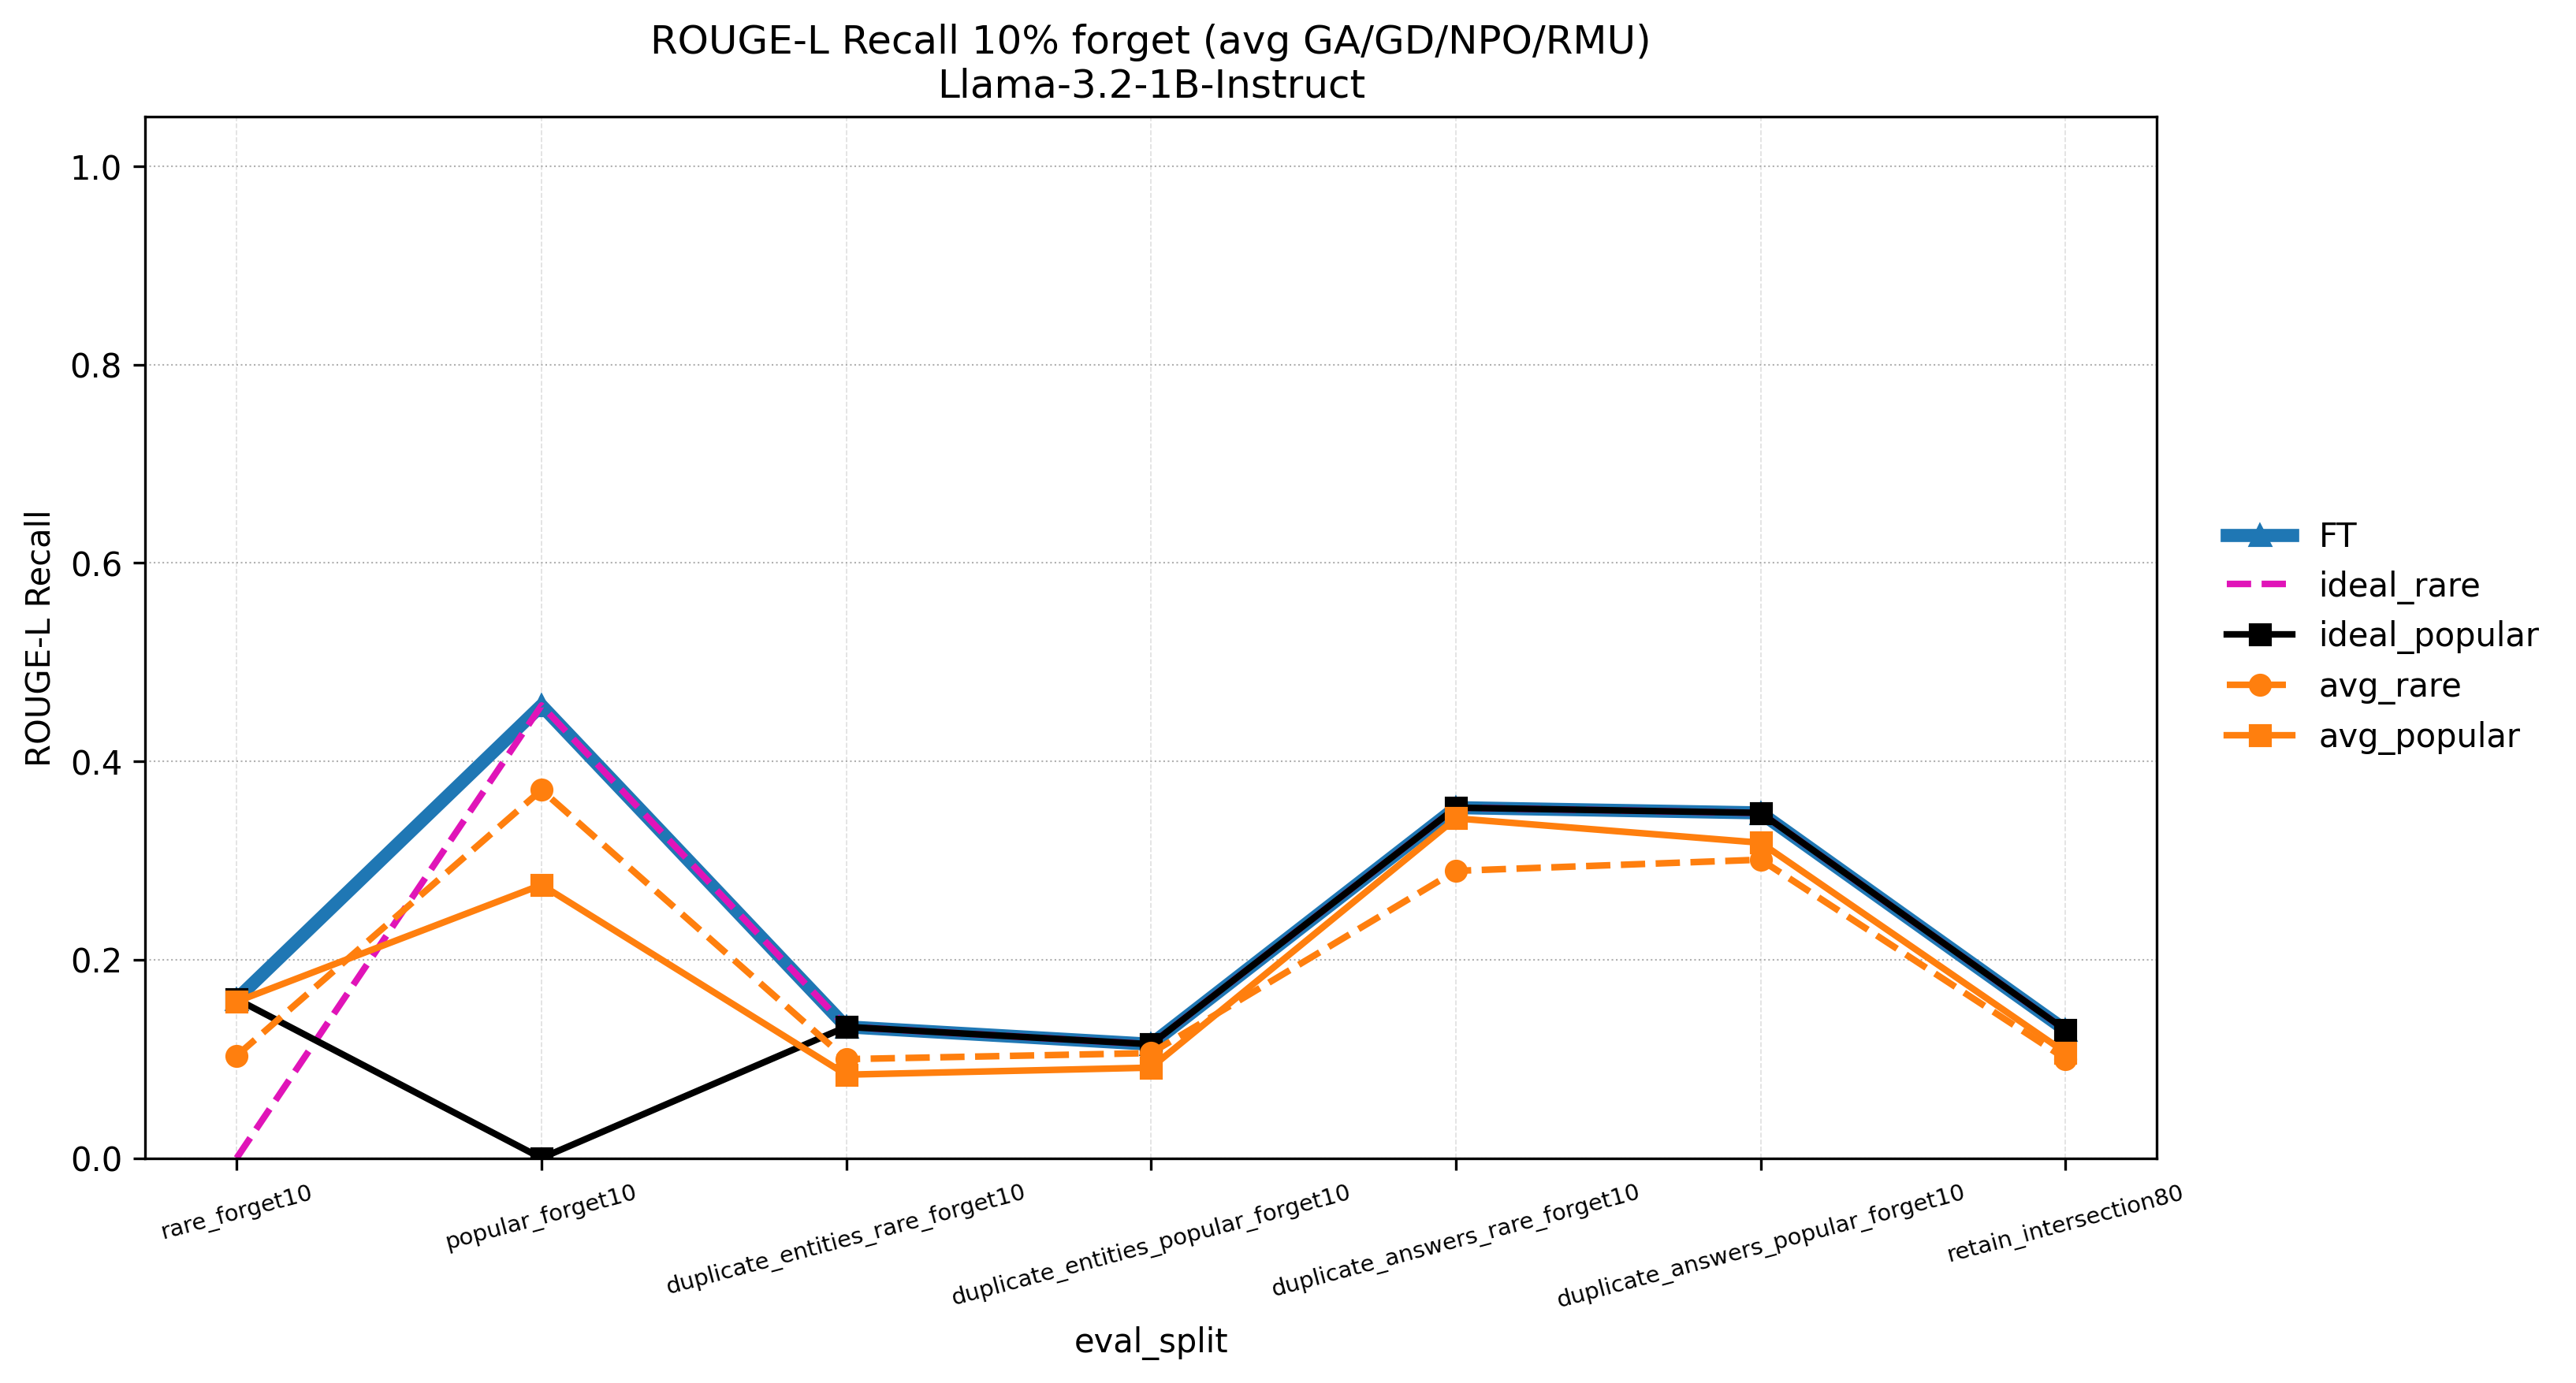 ROUGE-L Recall 10% forget (avg GA/GD/NPO/RMU)
Llama-3.2-1B-Instruct
ROUGE-L Recall
1.0
0.8
0.6
0.4
0.2
0.0
rare_forget10
popular_forget10
duplicate_entities_rare_forget10
duplicate_entities_popular_forget10
duplicate_answers_rare_forget10
duplicate_answers_popular_forget10
retain_intersection80
eval_split
FT
ideal_rare
ideal_popular
avg_rare
avg_popular